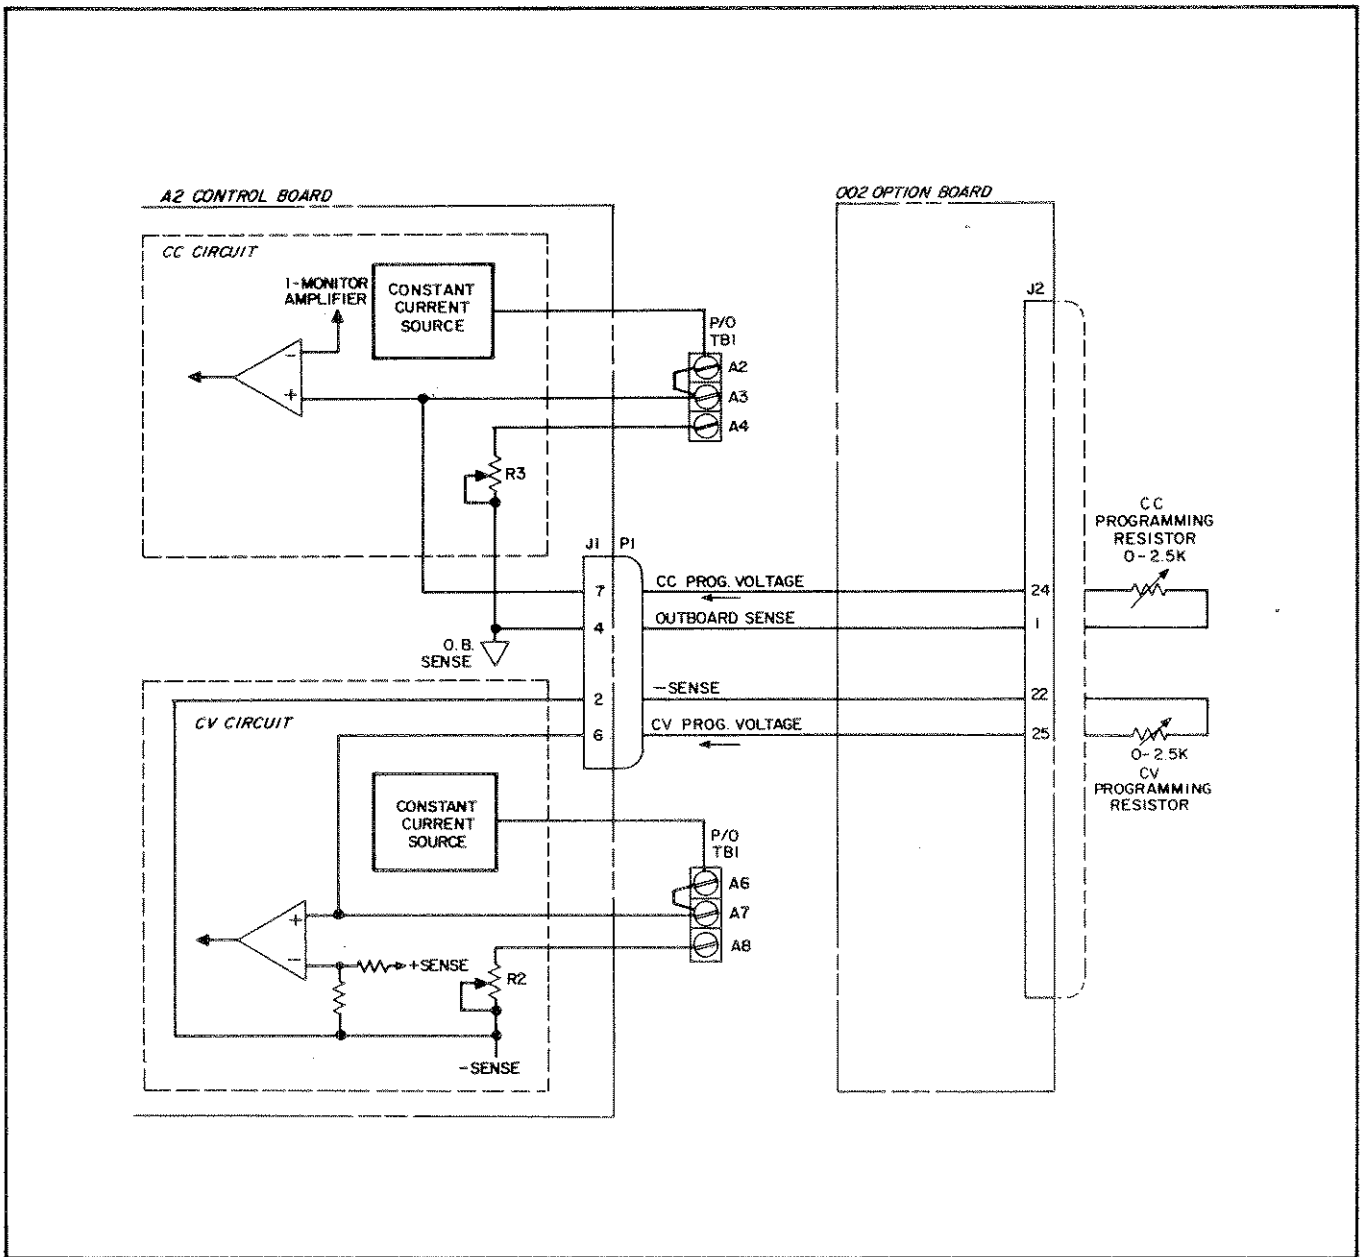 A2 CONTROL BOARD
002 OPTION BOARD
CC CIRCUIT
I-MONITOR
AMPLIFIER
CONSTANT
CURRENT
SOURCE
P/O
TB1
A2
A3
A4
-
+
R3
J2
CC
PROGRAMMING
RESISTOR
0-2.5K
J1 P1
7
CC PROG. VOLTAGE
24
4
OUTBOARD SENSE
1
O.B.
SENSE
2
-SENSE
22
CV CIRCUIT
6
CV PROG. VOLTAGE
25
0-2.5K
CV
PROGRAMMING
RESISTOR
CONSTANT
CURRENT
SOURCE
P/O
TB1
A6
A7
A8
+
-
+SENSE
R2
-SENSE